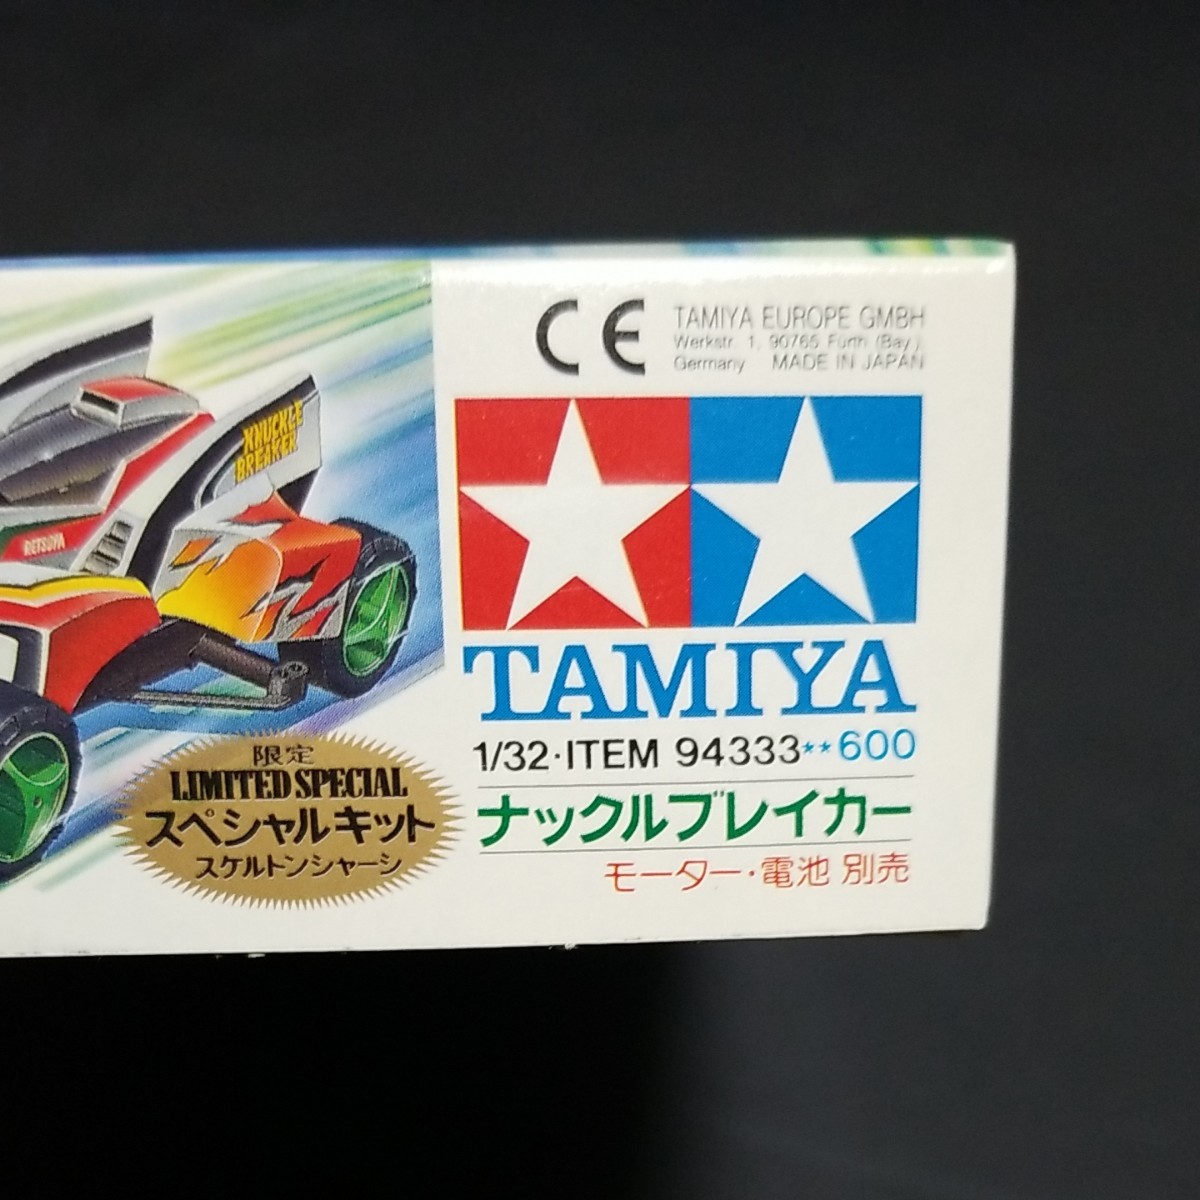 TAMIYA EUROPE GMBH
Werkstr. 1, 90765 Fürth (Bay.)
Germany MADE IN JAPAN
KNUCKLE
BREAKER
RETSUYA
TAMIYA
1/32・ITEM 94333**600
限定
LIMITED SPECIAL
スペシャルキット
スケルトンシャーシ
ナックルブレイカー
モーター・電池 別売